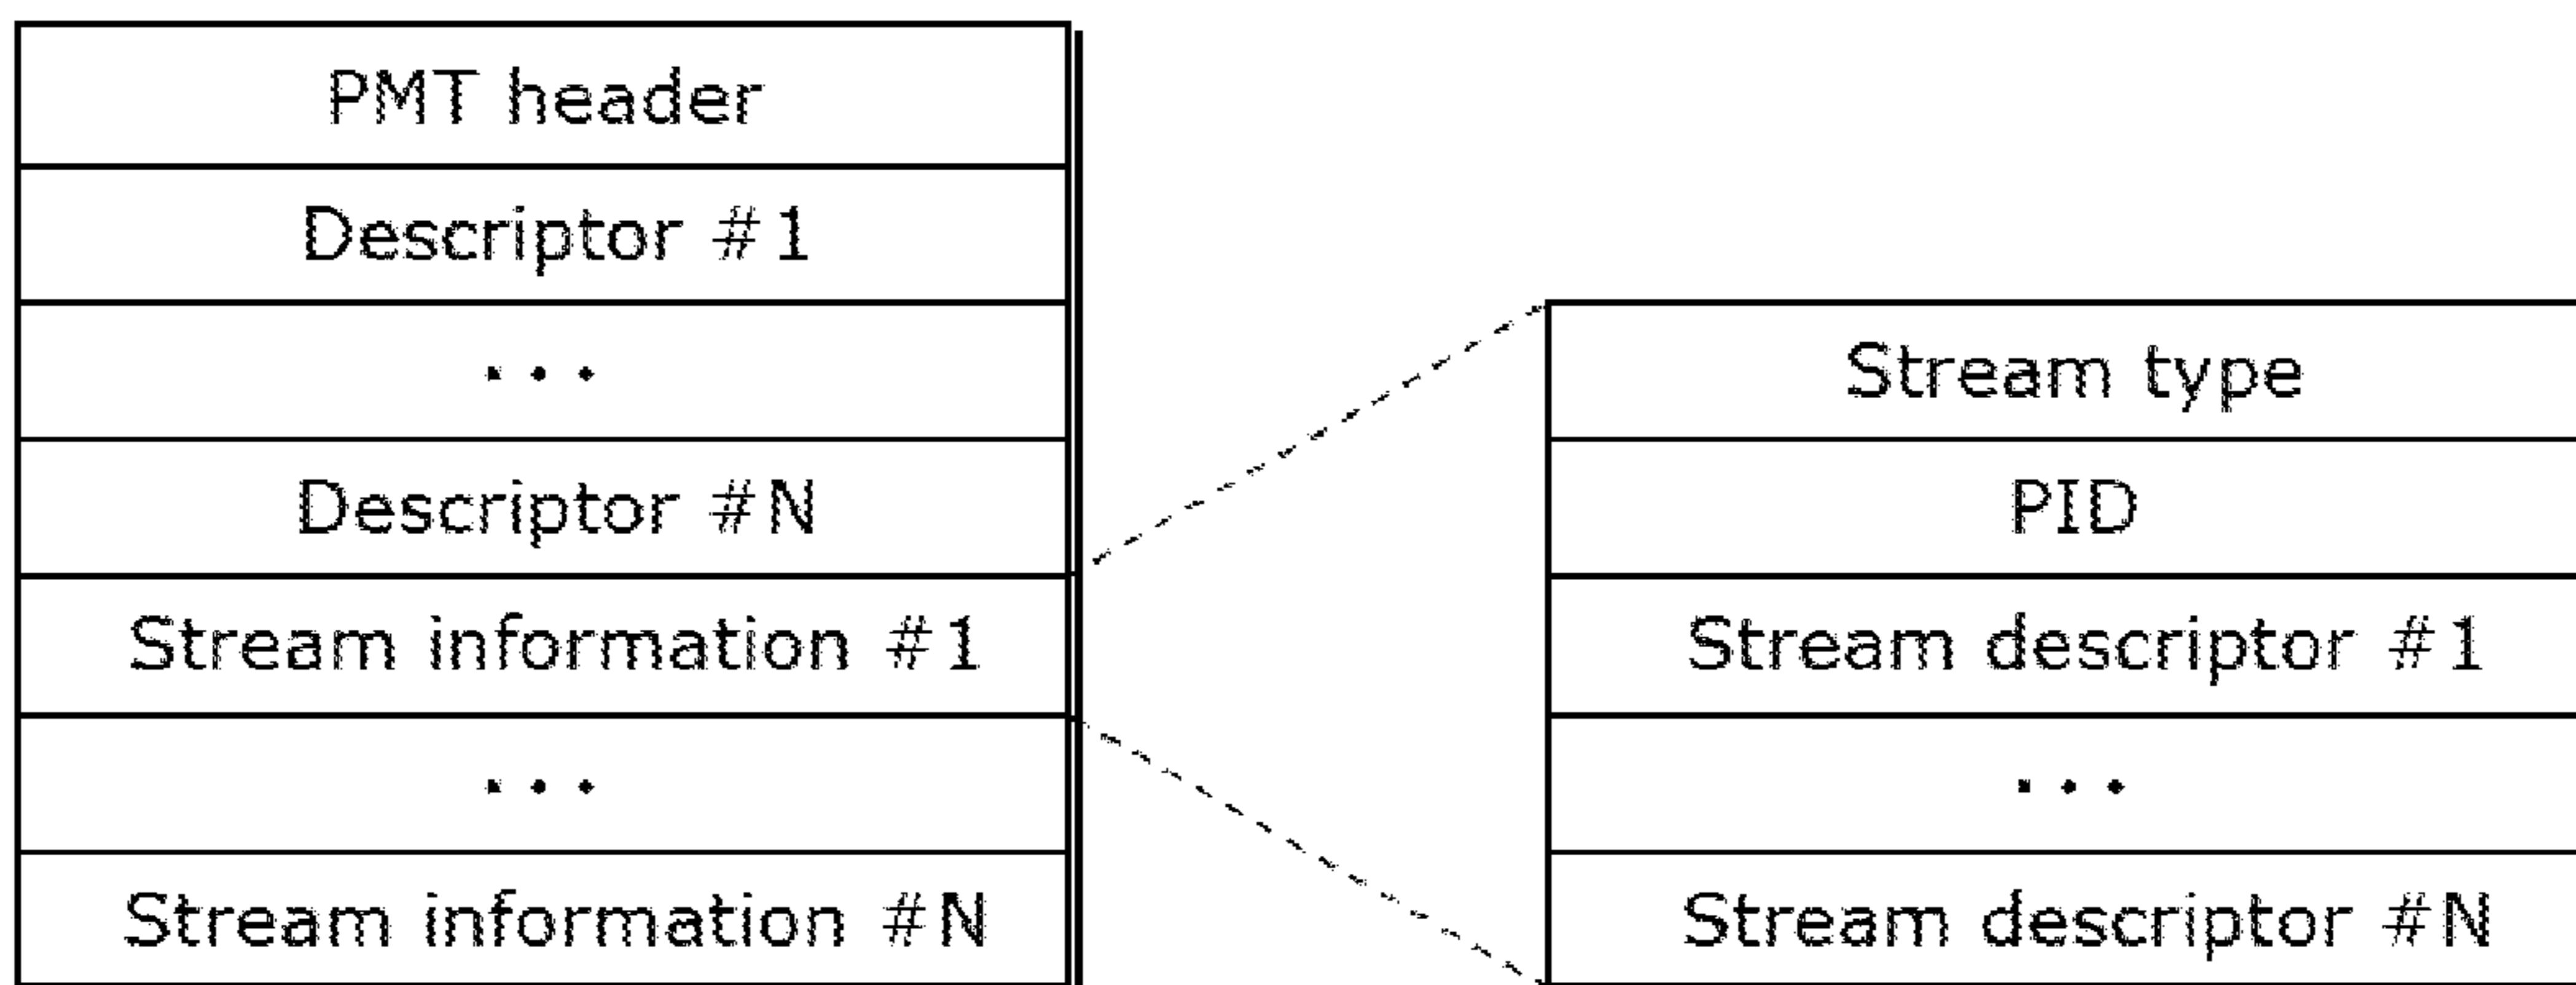 PMT header
Descriptor #1
...
Descriptor #N
Stream information #1
...
Stream information #N
Stream type
PID
Stream descriptor #1
...
Stream descriptor #N